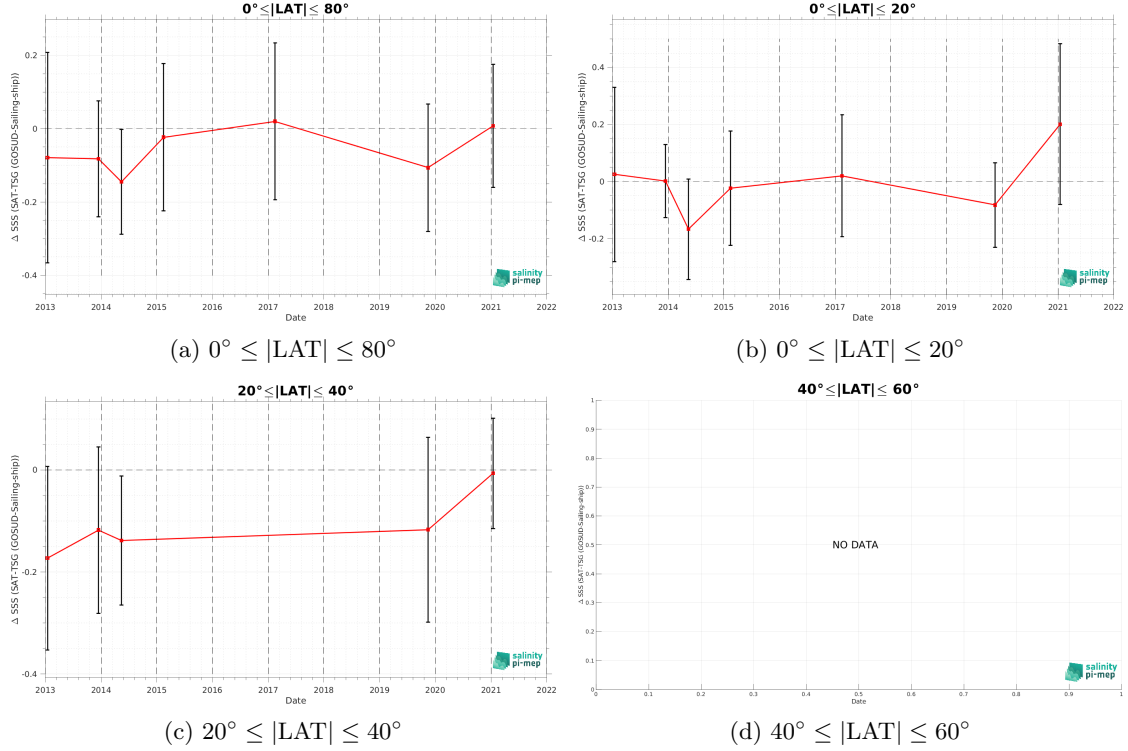 0°≤|LAT|≤ 80°
Δ SSS (SAT-TSG (GOSUD-Sailing-ship))
0.2
0
-0.2
-0.4
salinity
pi-mep
2013 2014 2015 2016 2017 2018 2019 2020 2021 2022
Date
(a) 0° ≤ |LAT| ≤ 80°
0°≤|LAT|≤ 20°
Δ SSS (SAT-TSG (GOSUD-Sailing-ship))
0.4
0.2
0
-0.2
salinity
pi-mep
2013 2014 2015 2016 2017 2018 2019 2020 2021 2022
Date
(b) 0° ≤ |LAT| ≤ 20°
20°≤|LAT|≤ 40°
Δ SSS (SAT-TSG (GOSUD-Sailing-ship))
0
-0.2
-0.4
salinity
pi-mep
2013 2014 2015 2016 2017 2018 2019 2020 2021 2022
Date
(c) 20° ≤ |LAT| ≤ 40°
40°≤|LAT|≤ 60°
Δ SSS (SAT-TSG (GOSUD-Sailing-ship))
1
0.9
0.8
0.7
0.6
0.5
0.4
0.3
0.2
0.1
0
NO DATA
salinity
pi-mep
0 0.1 0.2 0.3 0.4 0.5 0.6 0.7 0.8 0.9 1
Date
(d) 40° ≤ |LAT| ≤ 60°